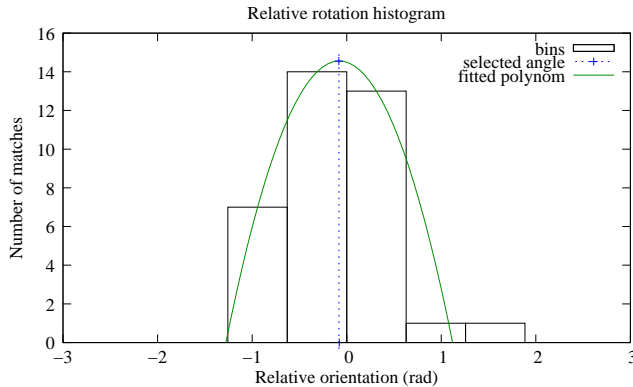 Relative rotation histogram
16
14
12
10
8
6
4
2
0
Number of matches
bins
selected angle
fitted polynom
−3 −2 −1 0 1 2 3
Relative orientation (rad)